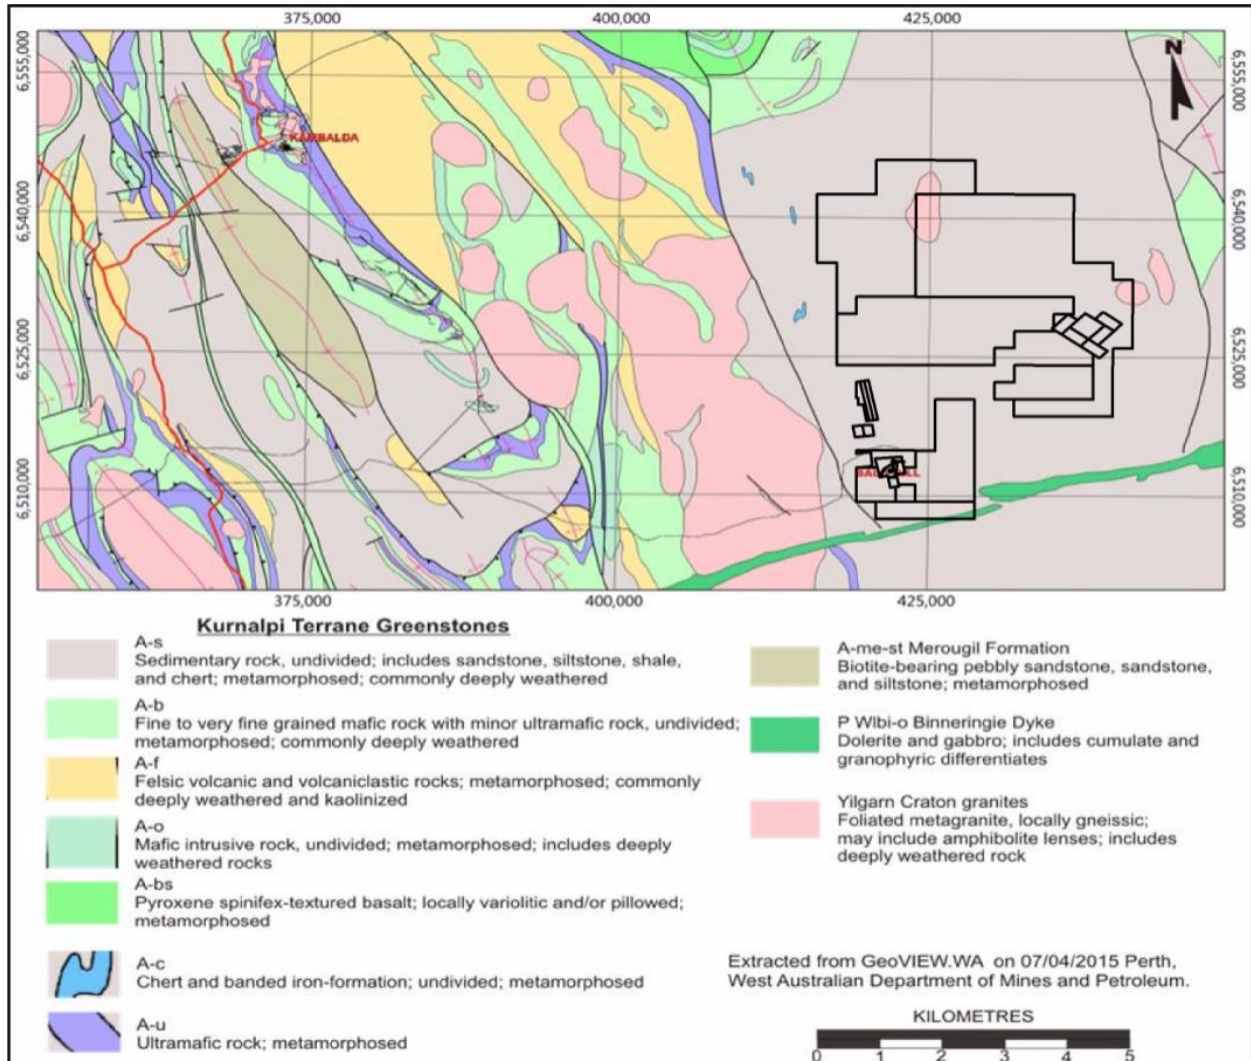 375,000 400,000 425,000
6,555,000
6,555,000
N
KAMBALDA
6,540,000
6,540,000
6,525,000
6,525,000
6,510,000
6,510,000
375,000 400,000 425,000
Kurnalpi Terrane Greenstones
A-s
Sedimentary rock, undivided; includes sandstone, siltstone, shale,
and chert; metamorphosed; commonly deeply weathered
A-b
Fine to very fine grained mafic rock with minor ultramafic rock, undivided;
metamorphosed; commonly deeply weathered
A-f
Felsic volcanic and volcaniclastic rocks; metamorphosed; commonly
deeply weathered and kaolinized
A-o
Mafic intrusive rock, undivided; metamorphosed; includes deeply
weathered rocks
A-bs
Pyroxene spinifex-textured basalt; locally variolitic and/or pillowed;
metamorphosed
A-c
Chert and banded iron-formation; undivided; metamorphosed
A-u
Ultramafic rock; metamorphosed
A-me-st Merougil Formation
Biotite-bearing pebbly sandstone, sandstone,
and siltstone; metamorphosed
P Wlbi-o Binneringie Dyke
Dolerite and gabbro; includes cumulate and
granophyric differentiates
Yilgarn Craton granites
Foliated metagranite, locally gneissic;
may include amphibolite lenses; includes
deeply weathered rock
Extracted from GeoVIEW.WA on 07/04/2015 Perth,
West Australian Department of Mines and Petroleum.
KILOMETRES
0 1 2 3 4 5